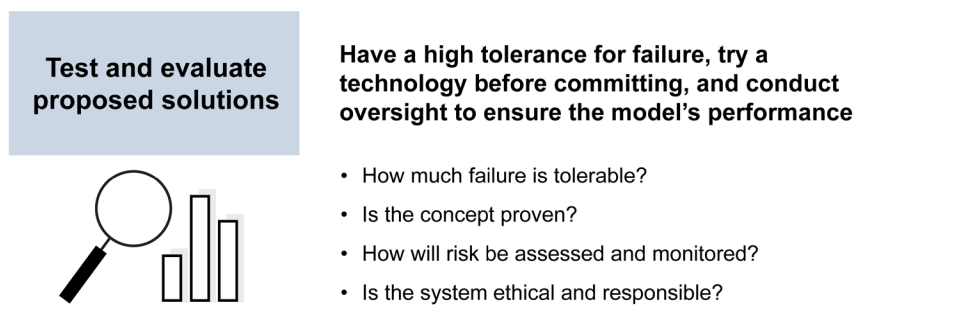 Test and evaluate
proposed solutions
Have a high tolerance for failure, try a
technology before committing, and conduct
oversight to ensure the model’s performance
• How much failure is tolerable?
• Is the concept proven?
• How will risk be assessed and monitored?
• Is the system ethical and responsible?